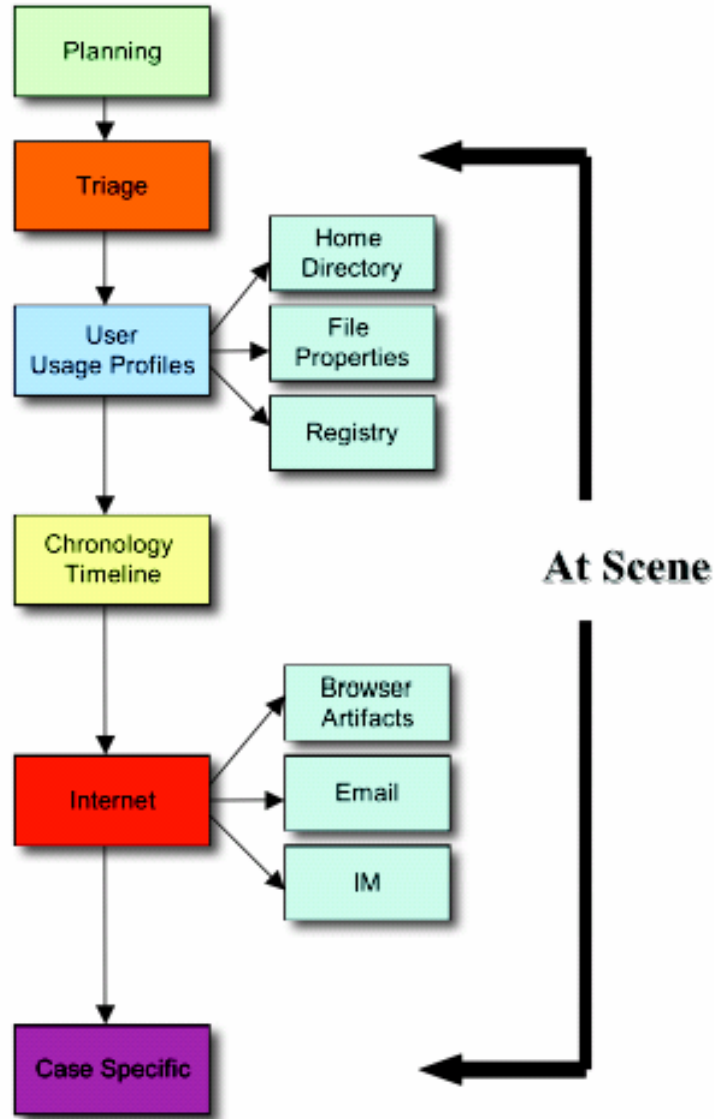 Planning
Triage
Home
Directory
User
Usage Profiles
File
Properties
Registry
Chronology
Timeline
At Scene
Browser
Artifacts
Internet
Email
IM
Case Specific